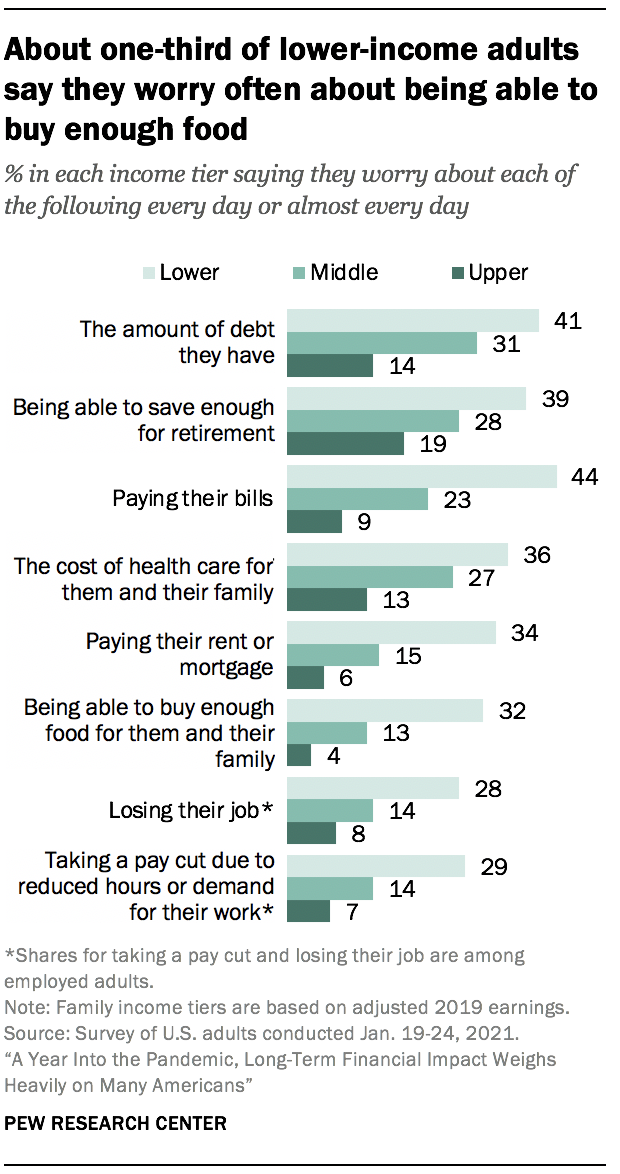 About one-third of lower-income adults
say they worry often about being able to
buy enough food
% in each income tier saying they worry about each of
the following every day or almost every day
Lower Middle Upper
The amount of debt
they have
41
31
14
Being able to save enough
for retirement
39
28
19
Paying their bills
44
23
9
The cost of health care for
them and their family
36
27
13
Paying their rent or
mortgage
34
15
6
Being able to buy enough
food for them and their
family
32
13
4
Losing their job*
28
14
8
Taking a pay cut due to
reduced hours or demand
for their work*
29
14
7
*Shares for taking a pay cut and losing their job are among
employed adults.
Note: Family income tiers are based on adjusted 2019 earnings.
Source: Survey of U.S. adults conducted Jan. 19-24, 2021.
“A Year Into the Pandemic, Long-Term Financial Impact Weighs
Heavily on Many Americans”
PEW RESEARCH CENTER